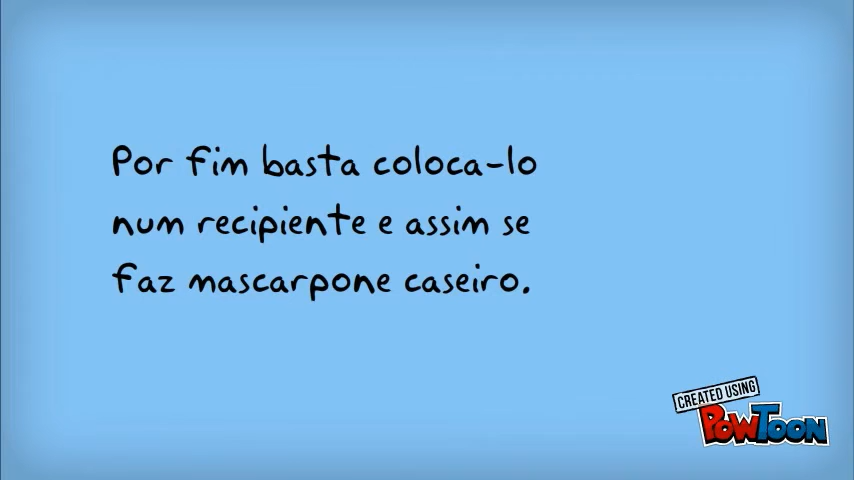 Por fim basta coloca-lo
num recipiente e assim se
faz mascarpone caseiro.
CREATED USING
POWTOON